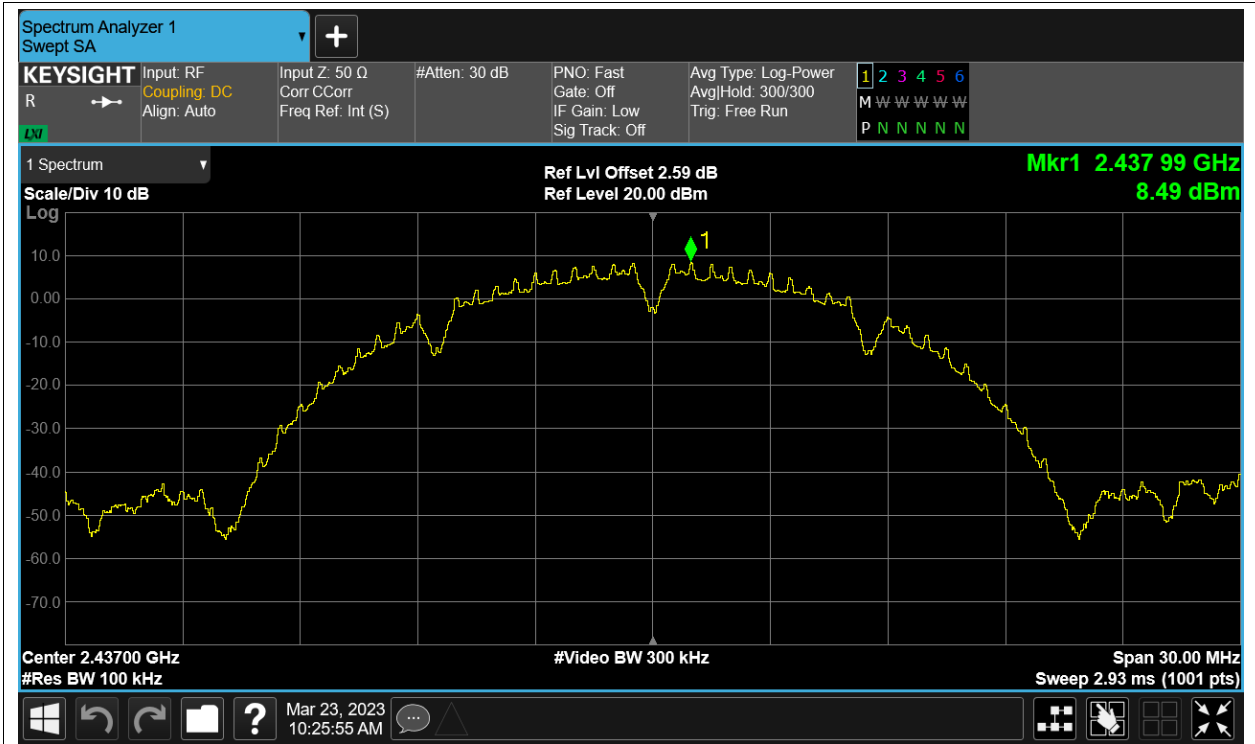 Spectrum Analyzer 1
Swept SA
+
KEYSIGHT
R
LXI
Input: RF
Coupling: DC
Align: Auto
Input Z: 50 Ω
Corr CCorr
Freq Ref: Int (S)
#Atten: 30 dB
PNO: Fast
Gate: Off
IF Gain: Low
Sig Track: Off
Avg Type: Log-Power
Avg|Hold: 300/300
Trig: Free Run
1 2 3 4 5 6
M W W W W W
P N N N N N
1 Spectrum
Scale/Div 10 dB
Log
Ref Lvl Offset 2.59 dB
Ref Level 20.00 dBm
Mkr1 2.437 99 GHz
8.49 dBm
1
10.0
0.00
-10.0
-20.0
-30.0
-40.0
-50.0
-60.0
-70.0
Center 2.43700 GHz
#Res BW 100 kHz
#Video BW 300 kHz
Span 30.00 MHz
Sweep 2.93 ms (1001 pts)
?
Mar 23, 2023
10:25:55 AM